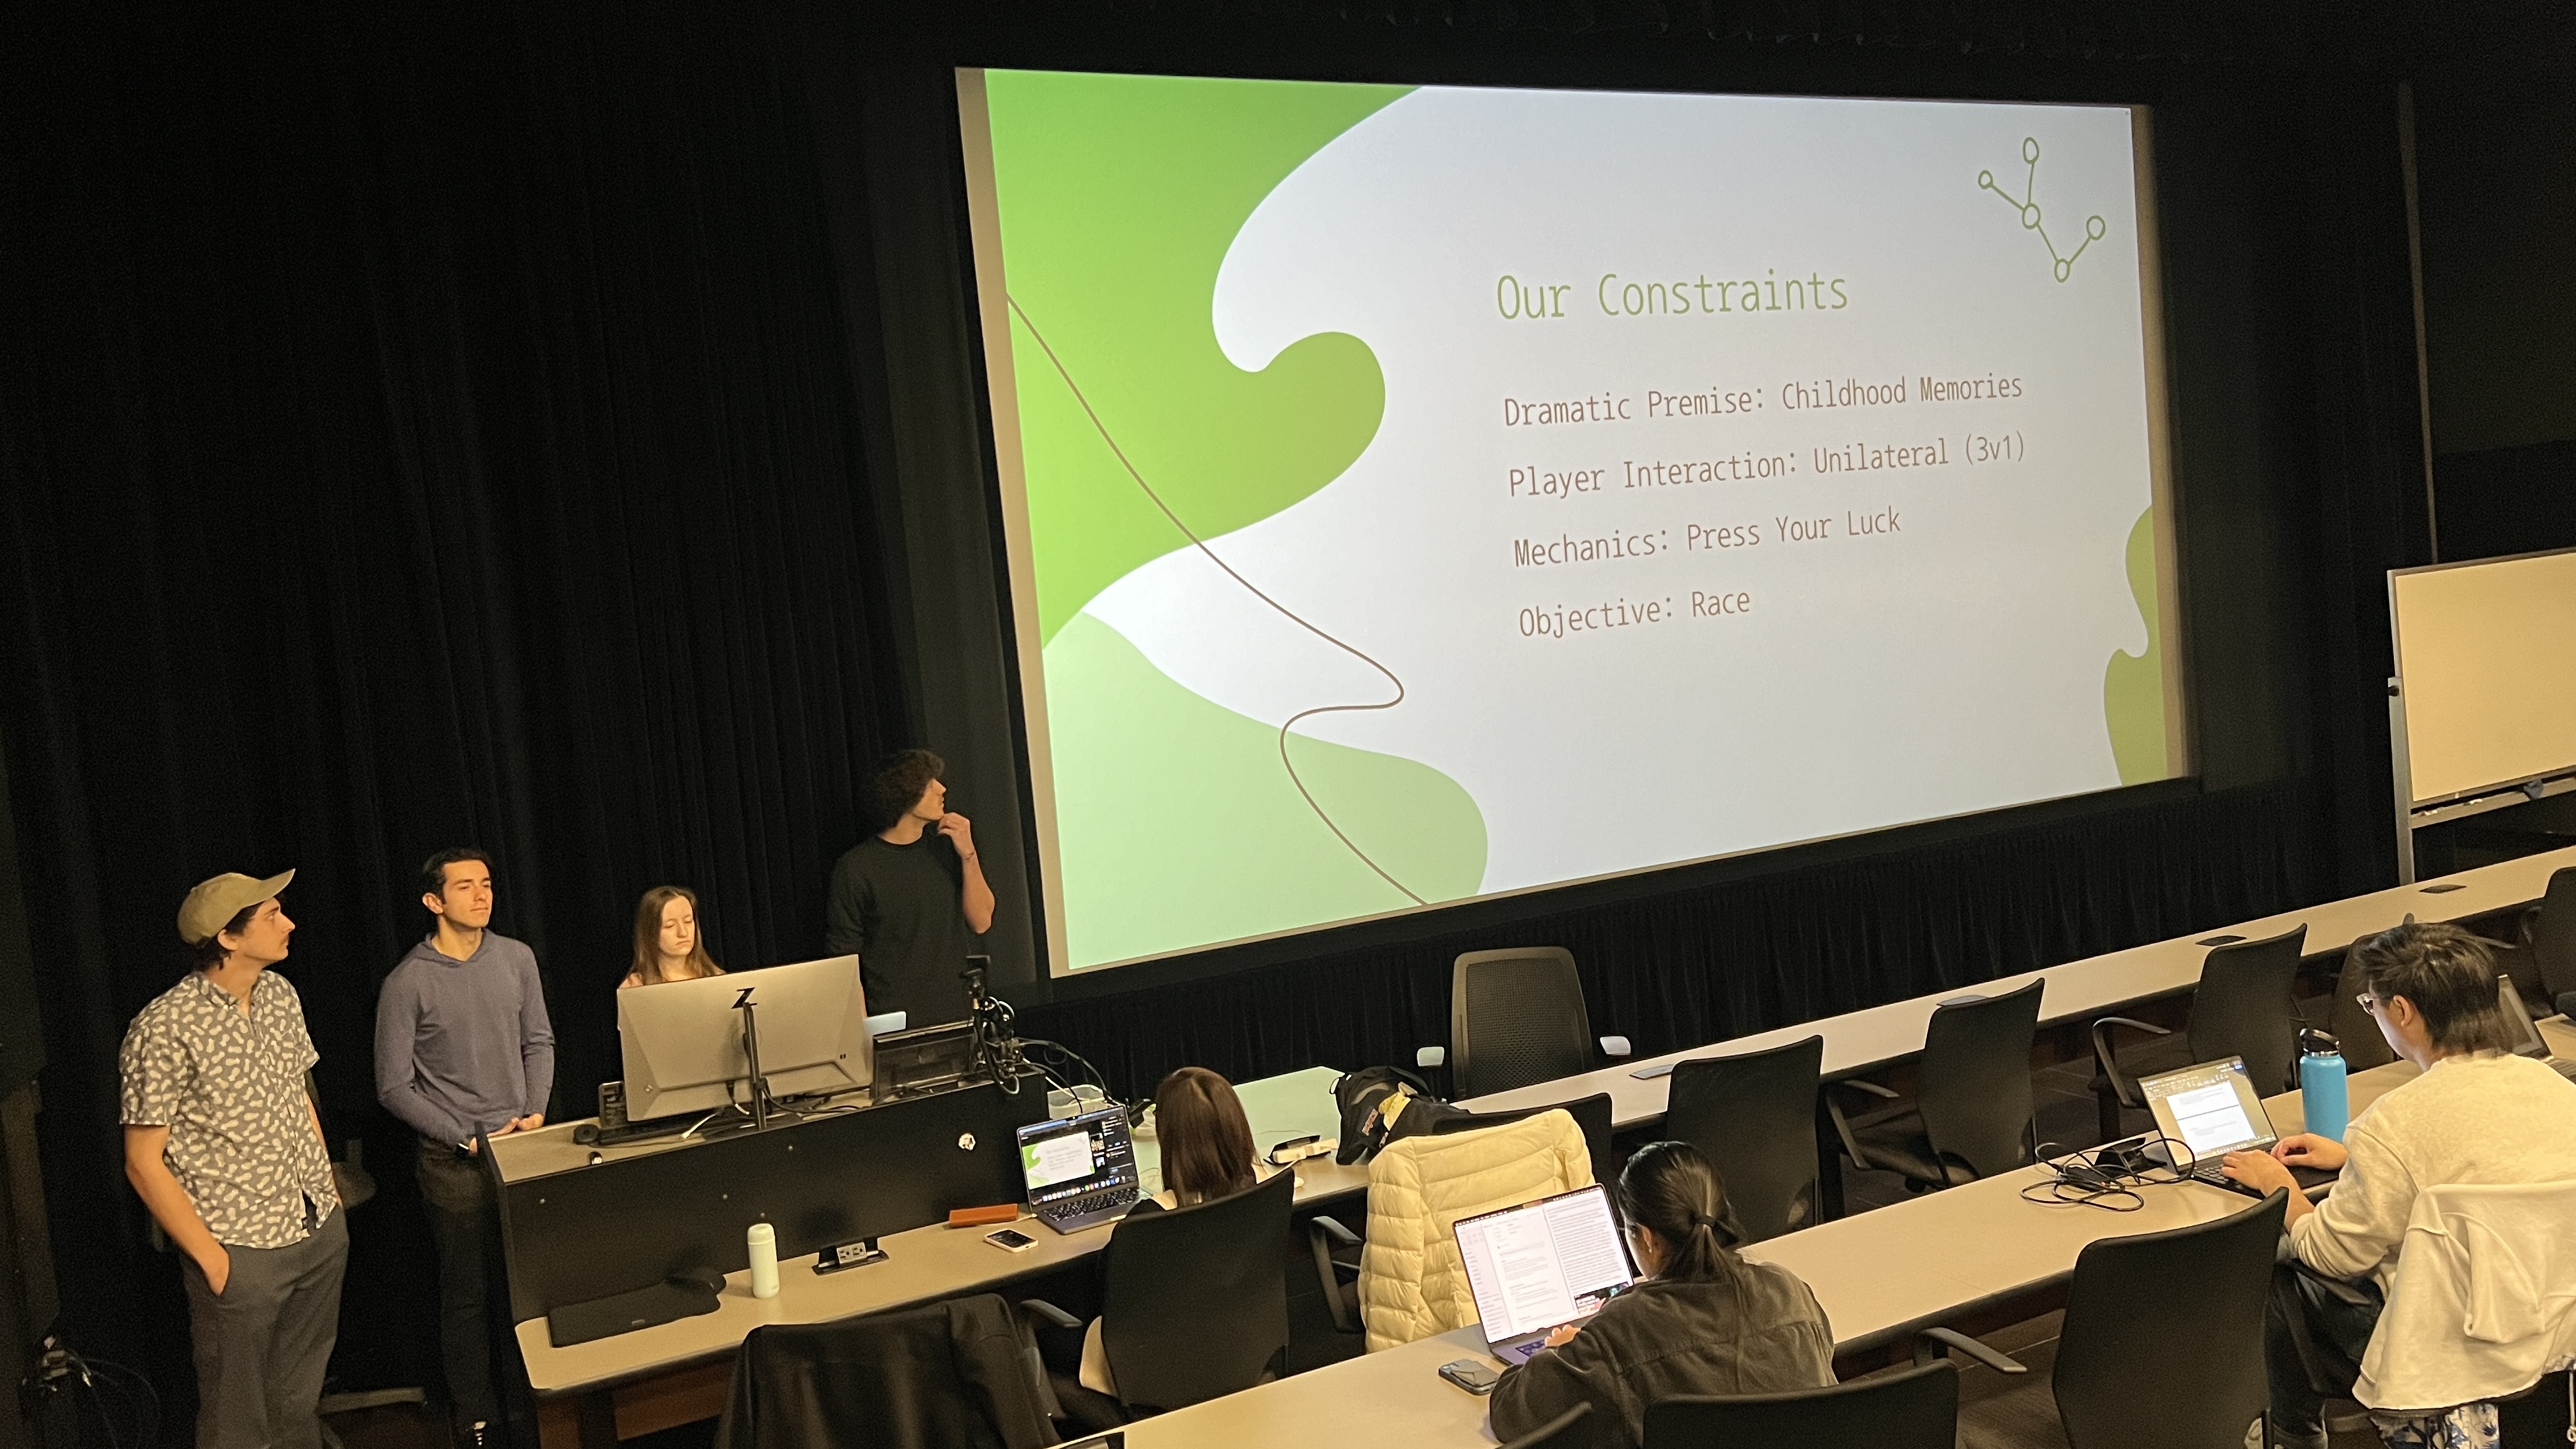 Our Constraints
Dramatic Premise: Childhood Memories
Player Interaction: Unilateral (3v1)
Mechanics: Press Your Luck
Objective: Race